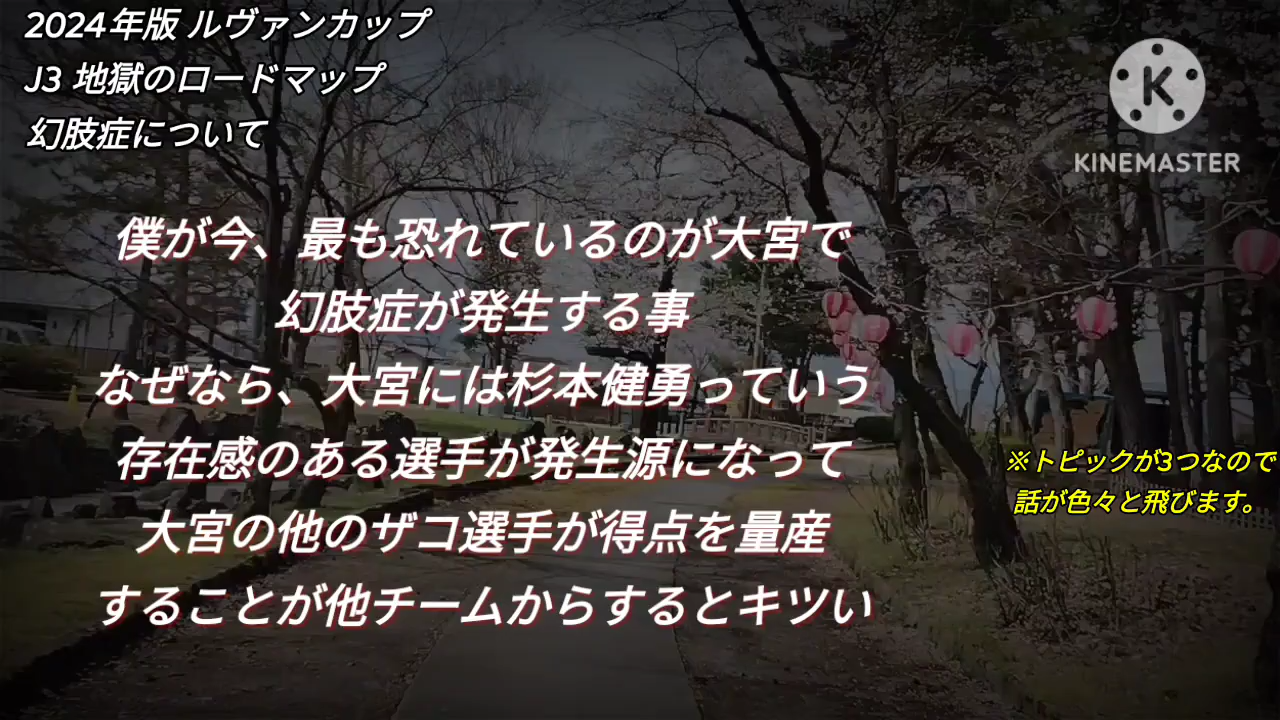 2024年版 ルヴァンカップ
J3 地獄のロードマップ
幻肢症について
KINEMASTER
僕が今、最も恐れているのが大宮で
幻肢症が発生する事
なぜなら、大宮には杉本健勇っていう
存在感のある選手が発生源になって
大宮の他のザコ選手が得点を量産
することが他チームからするとキツい
※トピックが3つなので
話が色々と飛びます。